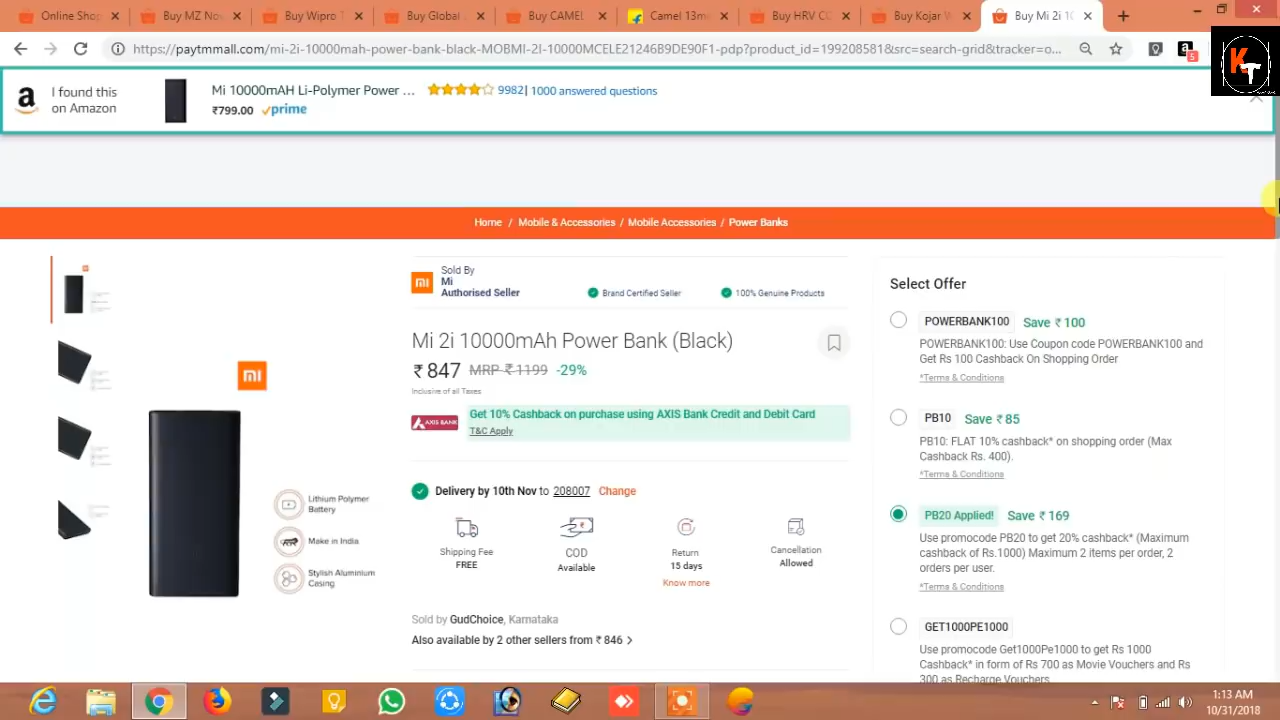 Online Shop
Buy MZ Nov
Buy Wipro T
Buy Global
Buy CAMEL
Camel 13me
Buy HRV CC
Buy Kojar W
Buy Mi 2i 10
https://paytmmall.com/mi-2i-10000mah-power-bank-black-MOBMI-2I-10000MCELE21246B9DE90F1-pdp?product_id=199208581&src=search-grid&tracker=o...
5
KT
I found this
on Amazon
Mi 10000mAH Li-Polymer Power ...
9982| 1000 answered questions
₹799.00 prime
Home / Mobile & Accessories / Mobile Accessories / Power Banks
Sold By
Mi
Authorised Seller
Brand Certified Seller
100% Genuine Products
Mi 2i 10000mAh Power Bank (Black)
₹ 847 MRP ₹ 1199 -29%
Inclusive of all Taxes
AXIS BANK
Get 10% Cashback on purchase using AXIS Bank Credit and Debit Card
T&C Apply
Delivery by 10th Nov to 208007 Change
Shipping Fee
FREE
COD
Available
Return
15 days
Know more
Cancellation
Allowed
Sold by GudChoice, Karnataka
Also available by 2 other sellers from ₹ 846
Lithium Polymer
Battery
Make in India
Stylish Aluminium
Casing
Select Offer
POWERBANK100 Save ₹ 100
POWERBANK100: Use Coupon code POWERBANK100 and
Get Rs 100 Cashback On Shopping Order
*Terms & Conditions
PB10 Save ₹ 85
PB10: FLAT 10% cashback* on shopping order (Max
Cashback Rs. 400).
*Terms & Conditions
PB20 Applied! Save ₹ 169
Use promocode PB20 to get 20% cashback* (Maximum
cashback of Rs.1000) Maximum 2 items per order, 2
orders per user.
*Terms & Conditions
GET1000PE1000
Use promocode Get1000Pe1000 to get Rs 1000
Cashback* in form of Rs 700 as Movie Vouchers and Rs
300 as Recharge Vouchers
1:13 AM
10/31/2018